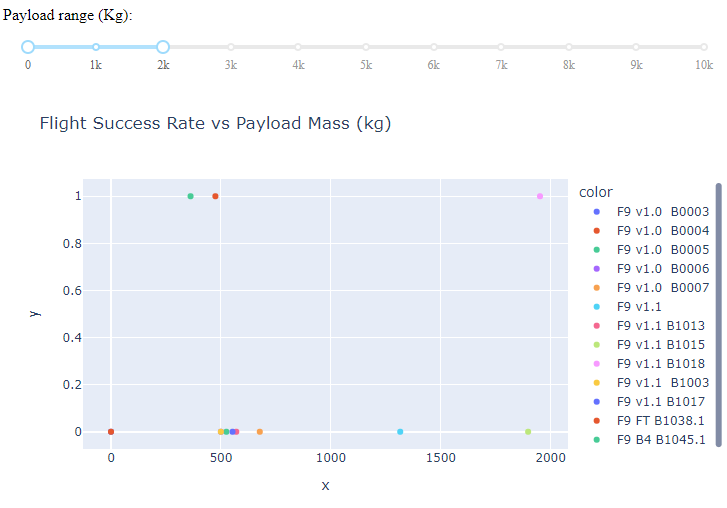 Payload range (Kg):
0 1k 2k 3k 4k 5k 6k 7k 8k 9k 10k
Flight Success Rate vs Payload Mass (kg)
color
F9 v1.0  B0003
F9 v1.0  B0004
F9 v1.0  B0005
F9 v1.0  B0006
F9 v1.0  B0007
F9 v1.1
F9 v1.1 B1013
F9 v1.1 B1015
F9 v1.1 B1018
F9 v1.1  B1003
F9 v1.1 B1017
F9 FT B1038.1
F9 B4 B1045.1
1
0.8
0.6
0.4
0.2
0
y
0 500 1000 1500 2000
x